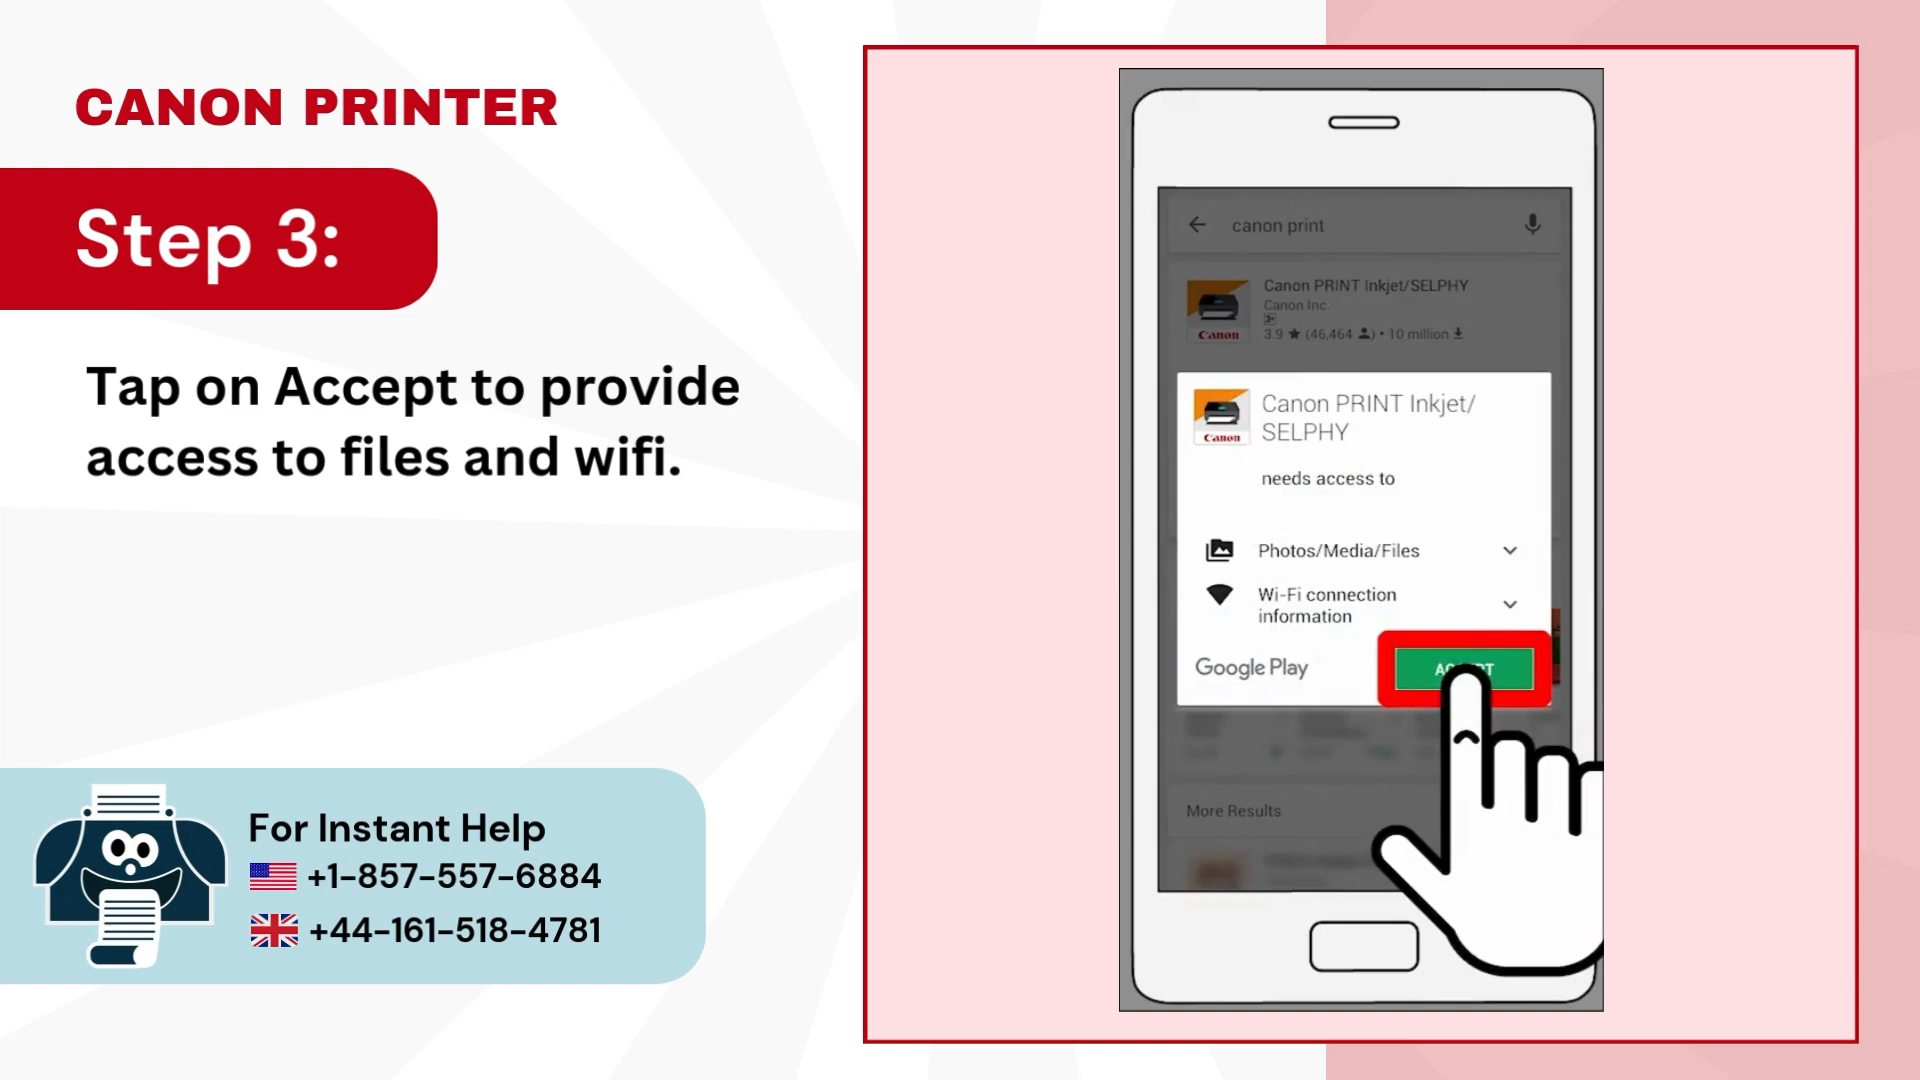 CANON PRINTER
Step 3:
Tap on Accept to provide
access to files and wifi.
For Instant Help
+1-857-557-6884
+44-161-518-4781
canon print
Canon PRINT Inkjet/SELPHY
Canon Inc.
3+
3.9 ★ (46,464 ) • 10 million
Canon
Canon PRINT Inkjet/
SELPHY
Canon
needs access to
Photos/Media/Files
Wi-Fi connection
information
Google Play
More Results